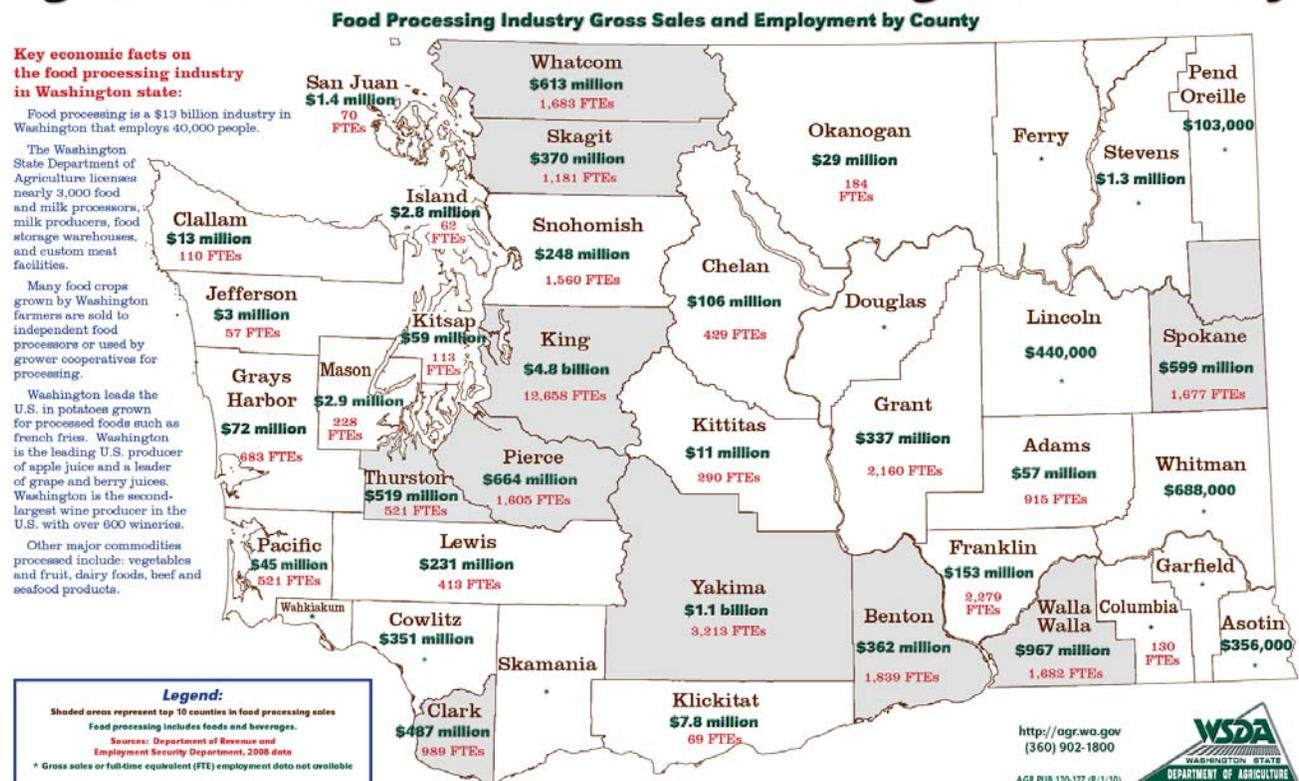 Food Processing Industry Gross Sales and Employment by County
Key economic facts on
the food processing industry
in Washington state:
Food processing is a $13 billion industry in
Washington that employs 40,000 people.
The Washington
State Department of
Agriculture licenses
nearly 3,000 food
and milk processors,
milk producers, food
storage warehouses,
and custom meat
facilities.
Many food crops
grown by Washington
farmers are sold to
independent food
processors or used by
grower cooperatives for
processing.
Washington leads the
U.S. in potatoes grown
for processed foods such as
french fries. Washington
is the leading U.S. producer
of apple juice and a leader
of grape and berry juices.
Washington is the second-
largest wine producer in the
U.S. with over 600 wineries.
Other major commodities
processed include: vegetables
and fruit, dairy foods, beef and
seafood products.
San Juan
$1.4 million
70
FTEs
Whatcom
$613 million
1,683 FTEs
Skagit
$370 million
1,181 FTEs
Okanogan
$29 million
184
FTEs
Ferry
*
Stevens
$1.3 million
*
Pend
Oreille
$103,000
*
Clallam
$13 million
110 FTEs
Island
$2.8 million
62
FTEs
Snohomish
$248 million
1,560 FTEs
Chelan
$106 million
429 FTEs
Douglas
*
Lincoln
$440,000
*
Spokane
$599 million
1,677 FTEs
Jefferson
$3 million
57 FTEs
Kitsap
$59 million
113
FTEs
King
$4.8 billion
12,658 FTEs
Grays
Harbor
$72 million
683 FTEs
Mason
$2.9 million
228
FTEs
Kittitas
$11 million
290 FTEs
Grant
$337 million
2,160 FTEs
Adams
$57 million
915 FTEs
Whitman
$688,000
*
Thurston
$519 million
521 FTEs
Pierce
$664 million
1,605 FTEs
Pacific
$45 million
521 FTEs
Lewis
$231 million
413 FTEs
Yakima
$1.1 billion
3,213 FTEs
Benton
$362 million
1,839 FTEs
Franklin
$153 million
2,279
FTEs
Walla
Walla
$967 million
1,682 FTEs
Columbia
*
130
FTEs
Garfield
*
Asotin
$356,000
*
Wahkiakum
*
Cowlitz
$351 million
*
Skamania
*
Clark
$487 million
989 FTEs
Klickitat
$7.8 million
69 FTEs
Legend:
Shaded areas represent top 10 counties in food processing sales
Food processing includes foods and beverages.
Sources: Department of Revenue and
Employment Security Department, 2008 data
* Gross sales or full-time equivalent (FTE) employment data not available
http://agr.wa.gov
(360) 902-1800
WSDA
WASHINGTON STATE
DEPARTMENT OF AGRICULTURE